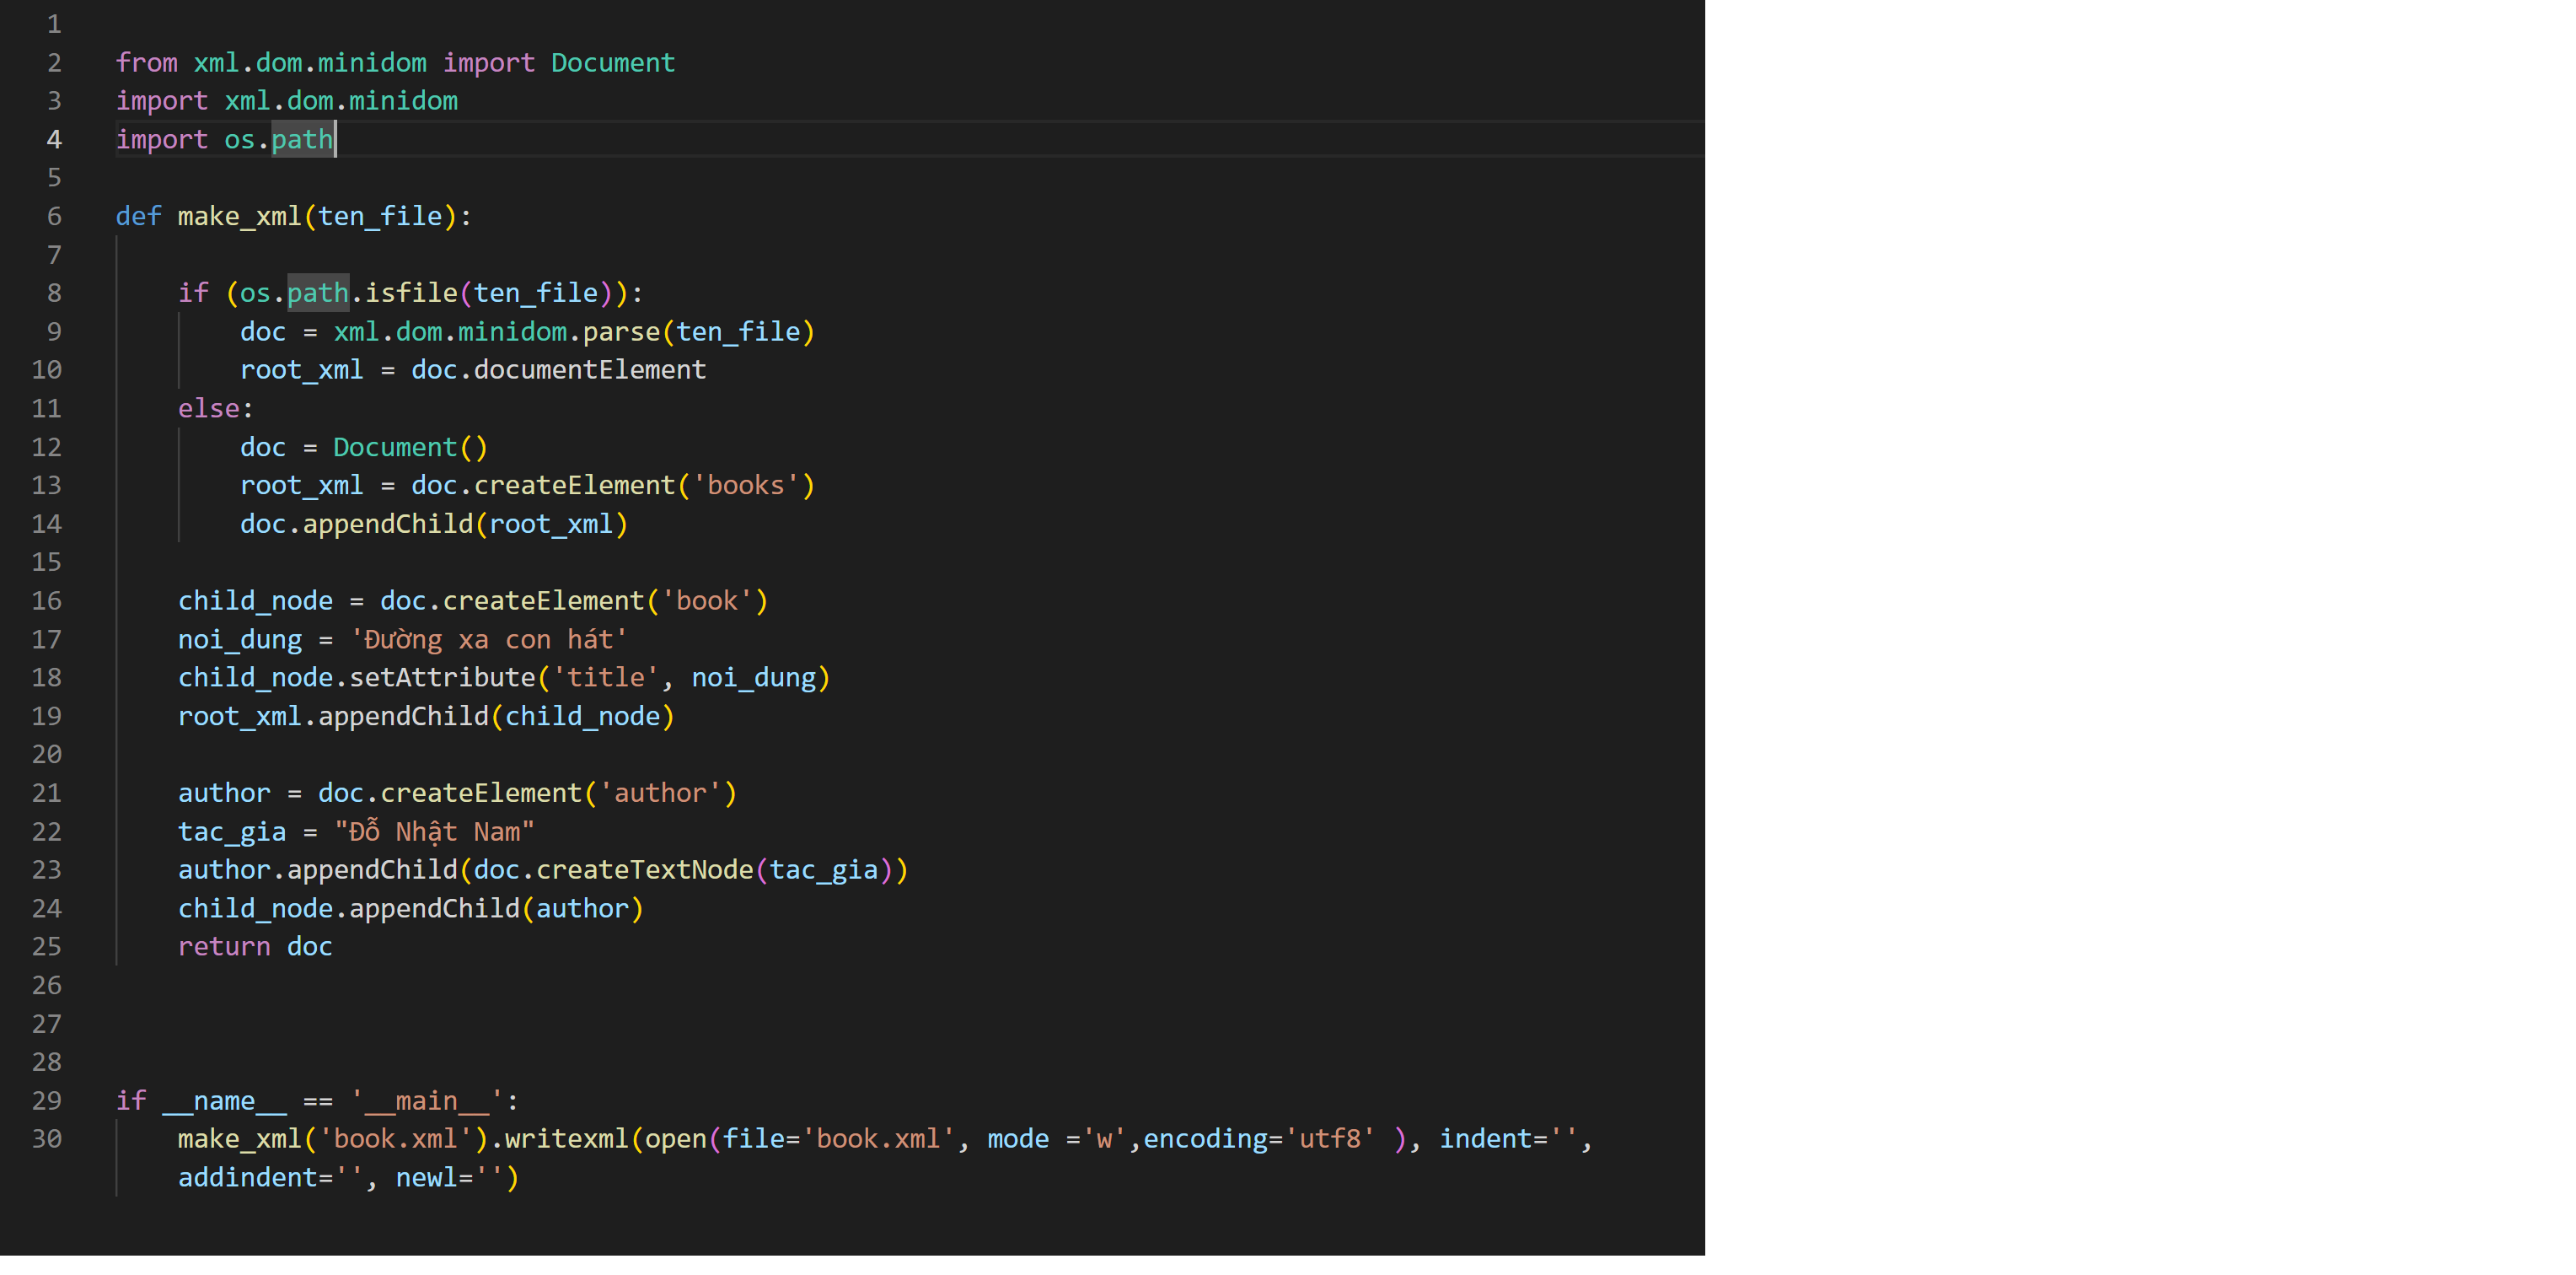 1
2 from xml.dom.minidom import Document
3 import xml.dom.minidom
4 import os.path
5
6 def make_xml(ten_file):
7
8     if (os.path.isfile(ten_file)):
9         doc = xml.dom.minidom.parse(ten_file)
10         root_xml = doc.documentElement
11     else:
12         doc = Document()
13         root_xml = doc.createElement('books')
14         doc.appendChild(root_xml)
15
16     child_node = doc.createElement('book')
17     noi_dung = 'Đường xa con hát'
18     child_node.setAttribute('title', noi_dung)
19     root_xml.appendChild(child_node)
20
21     author = doc.createElement('author')
22     tac_gia = "Đỗ Nhật Nam"
23     author.appendChild(doc.createTextNode(tac_gia))
24     child_node.appendChild(author)
25     return doc
26
27
28
29 if __name__ == '__main__':
30     make_xml('book.xml').writexml(open(file='book.xml', mode ='w',encoding='utf8' ), indent='',
    addindent='', newl='')